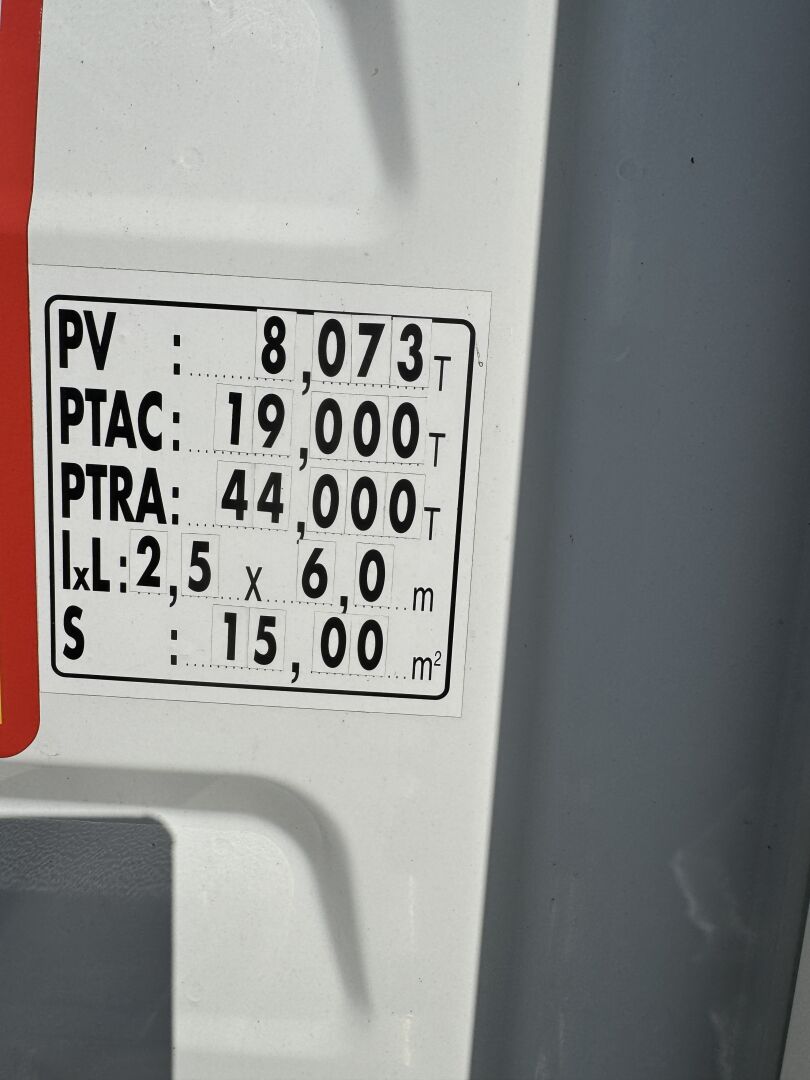 PV : 8,073 T
PTAC: 19,000 T
PTRA: 44,000 T
lxL: 2,5 x 6,0 m
S : 15,00 m²